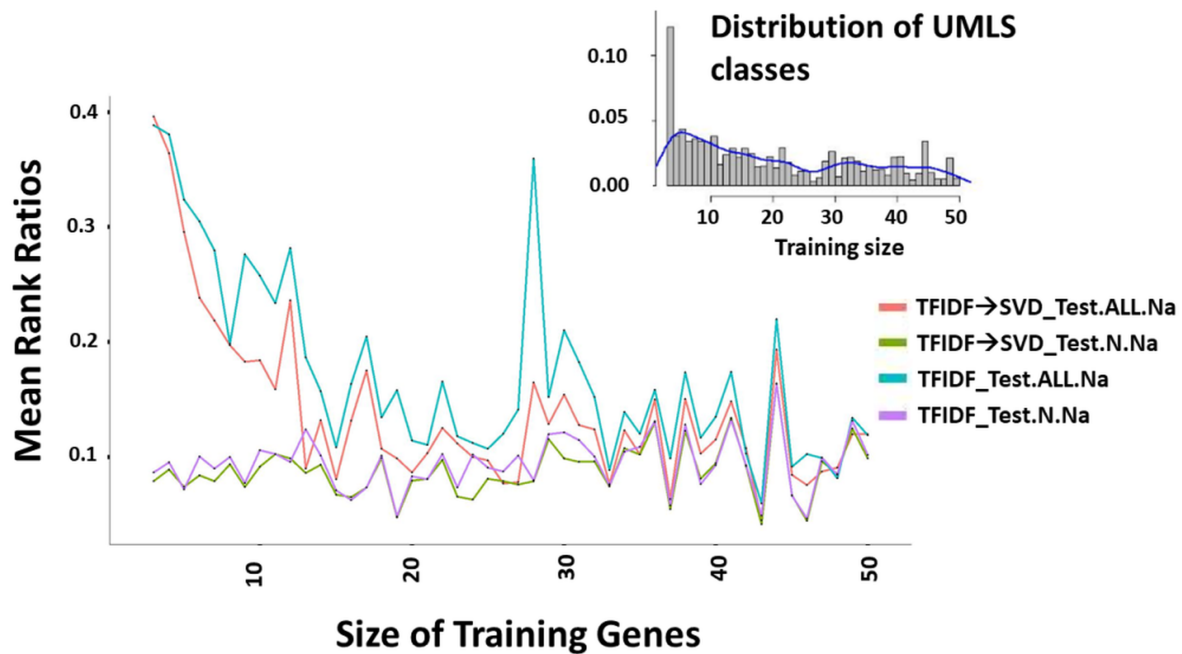 Distribution of UMLS
classes
0.10
0.05
0.00
10 20 30 40 50
Training size
Mean Rank Ratios
0.4
0.3
0.2
0.1
TFIDF→SVD_Test.ALL.Na
TFIDF→SVD_Test.N.Na
TFIDF_Test.ALL.Na
TFIDF_Test.N.Na
10 20 30 40 50
Size of Training Genes